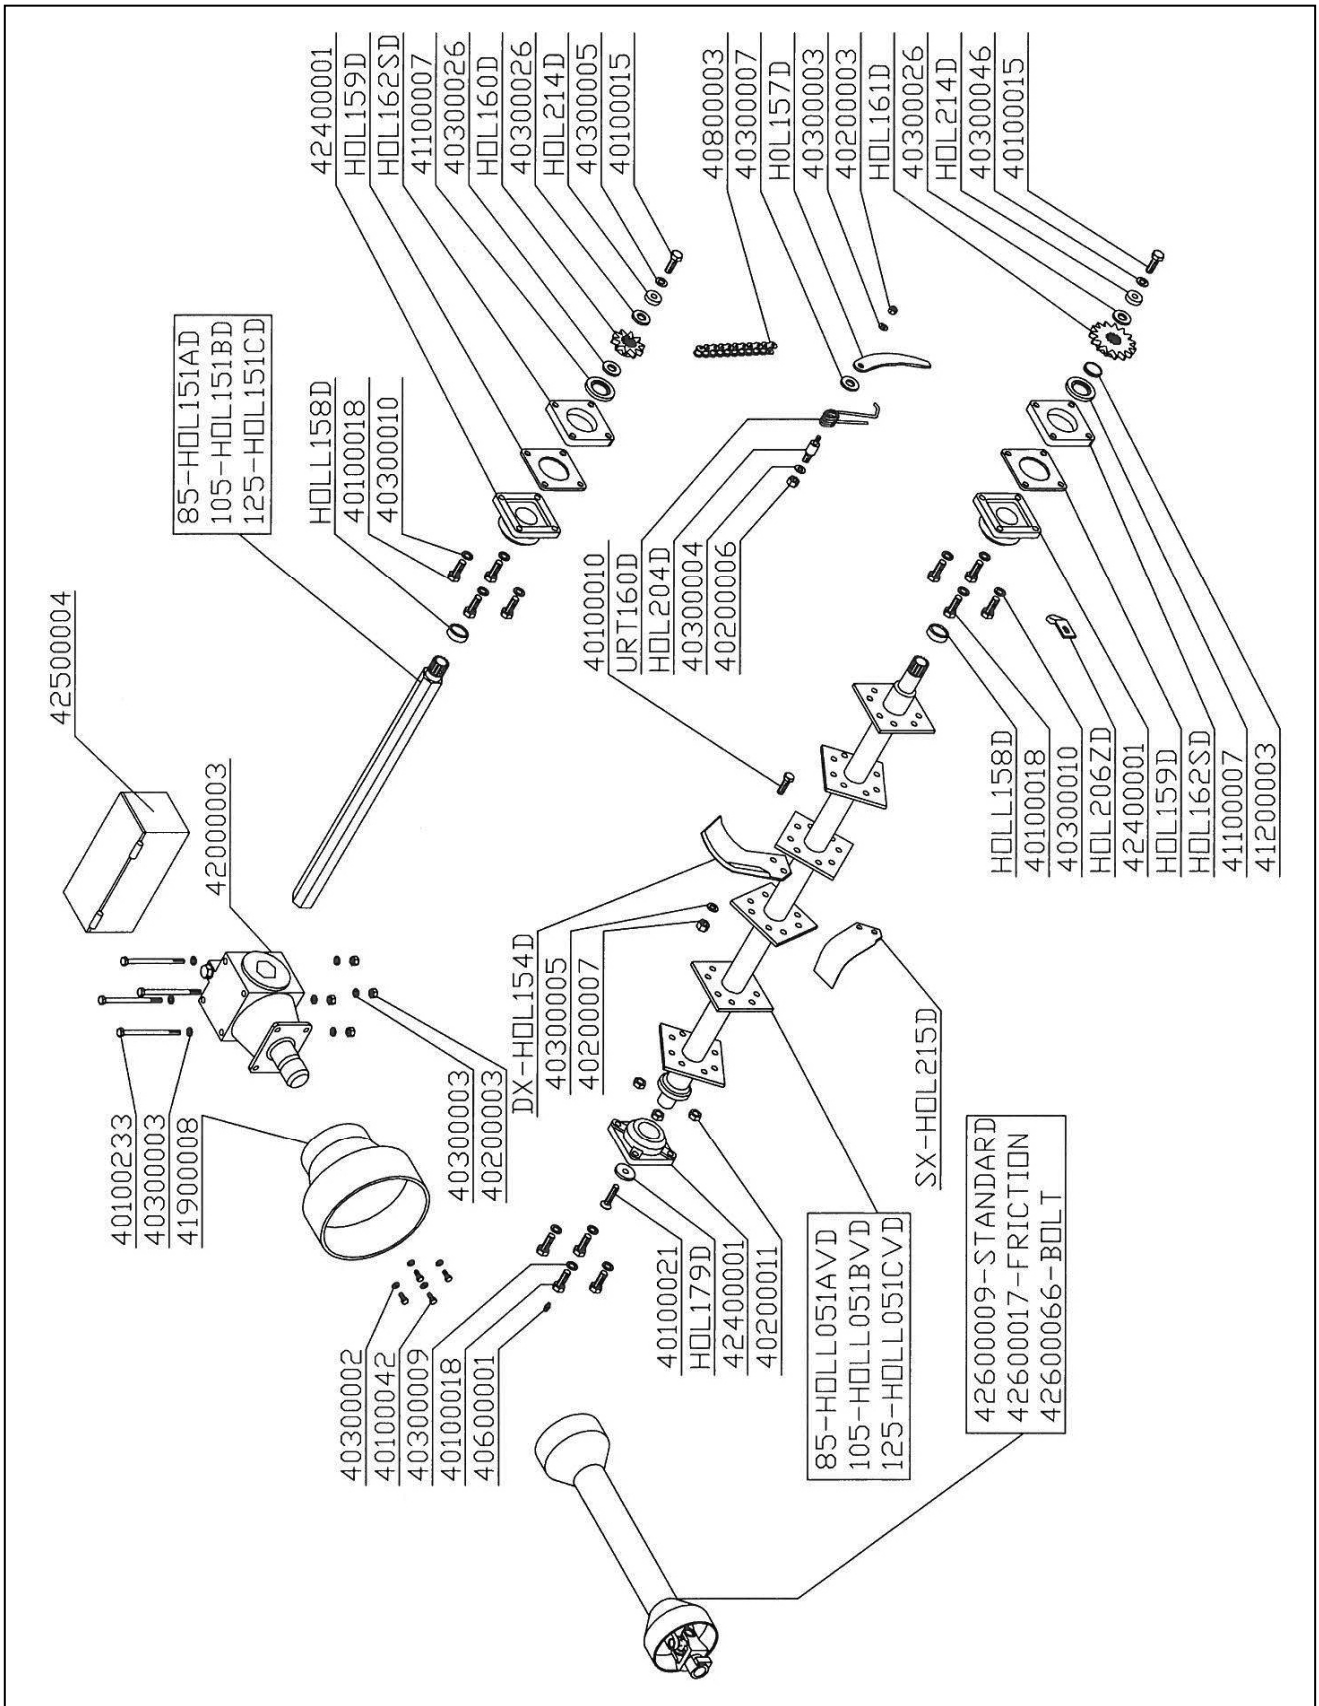 42400001
HOL159D
HOL162SD
41100007
40300026
HOL160D
40300026
HOL214D
40300005
40100015
40800003
40300007
HOL157D
40300003
40200003
HOL161D
40300026
HOL214D
40300046
40100015
85-HOL151AD
105-HOL151BD
125-HOL151CD
HOLL158D
40100018
40300010
40100010
URT160D
HOL204D
40300004
40200006
42500004
42000003
HOLL158D
40100018
40300010
HOL206ZD
42400001
HOL159D
HOL162SD
41100007
41200003
DX-HOL154D
40300005
40200007
SX-HOL215D
40100233
40300003
41900008
40300003
40200003
40300002
40100042
40300009
40100018
40600001
40100021
HOL179D
42400001
40200011
85-HOLL051AVD
105-HOLL051BVD
125-HOLL051CVD
42600009-STANDARD
42600017-FRICTION
42600066-BOLT